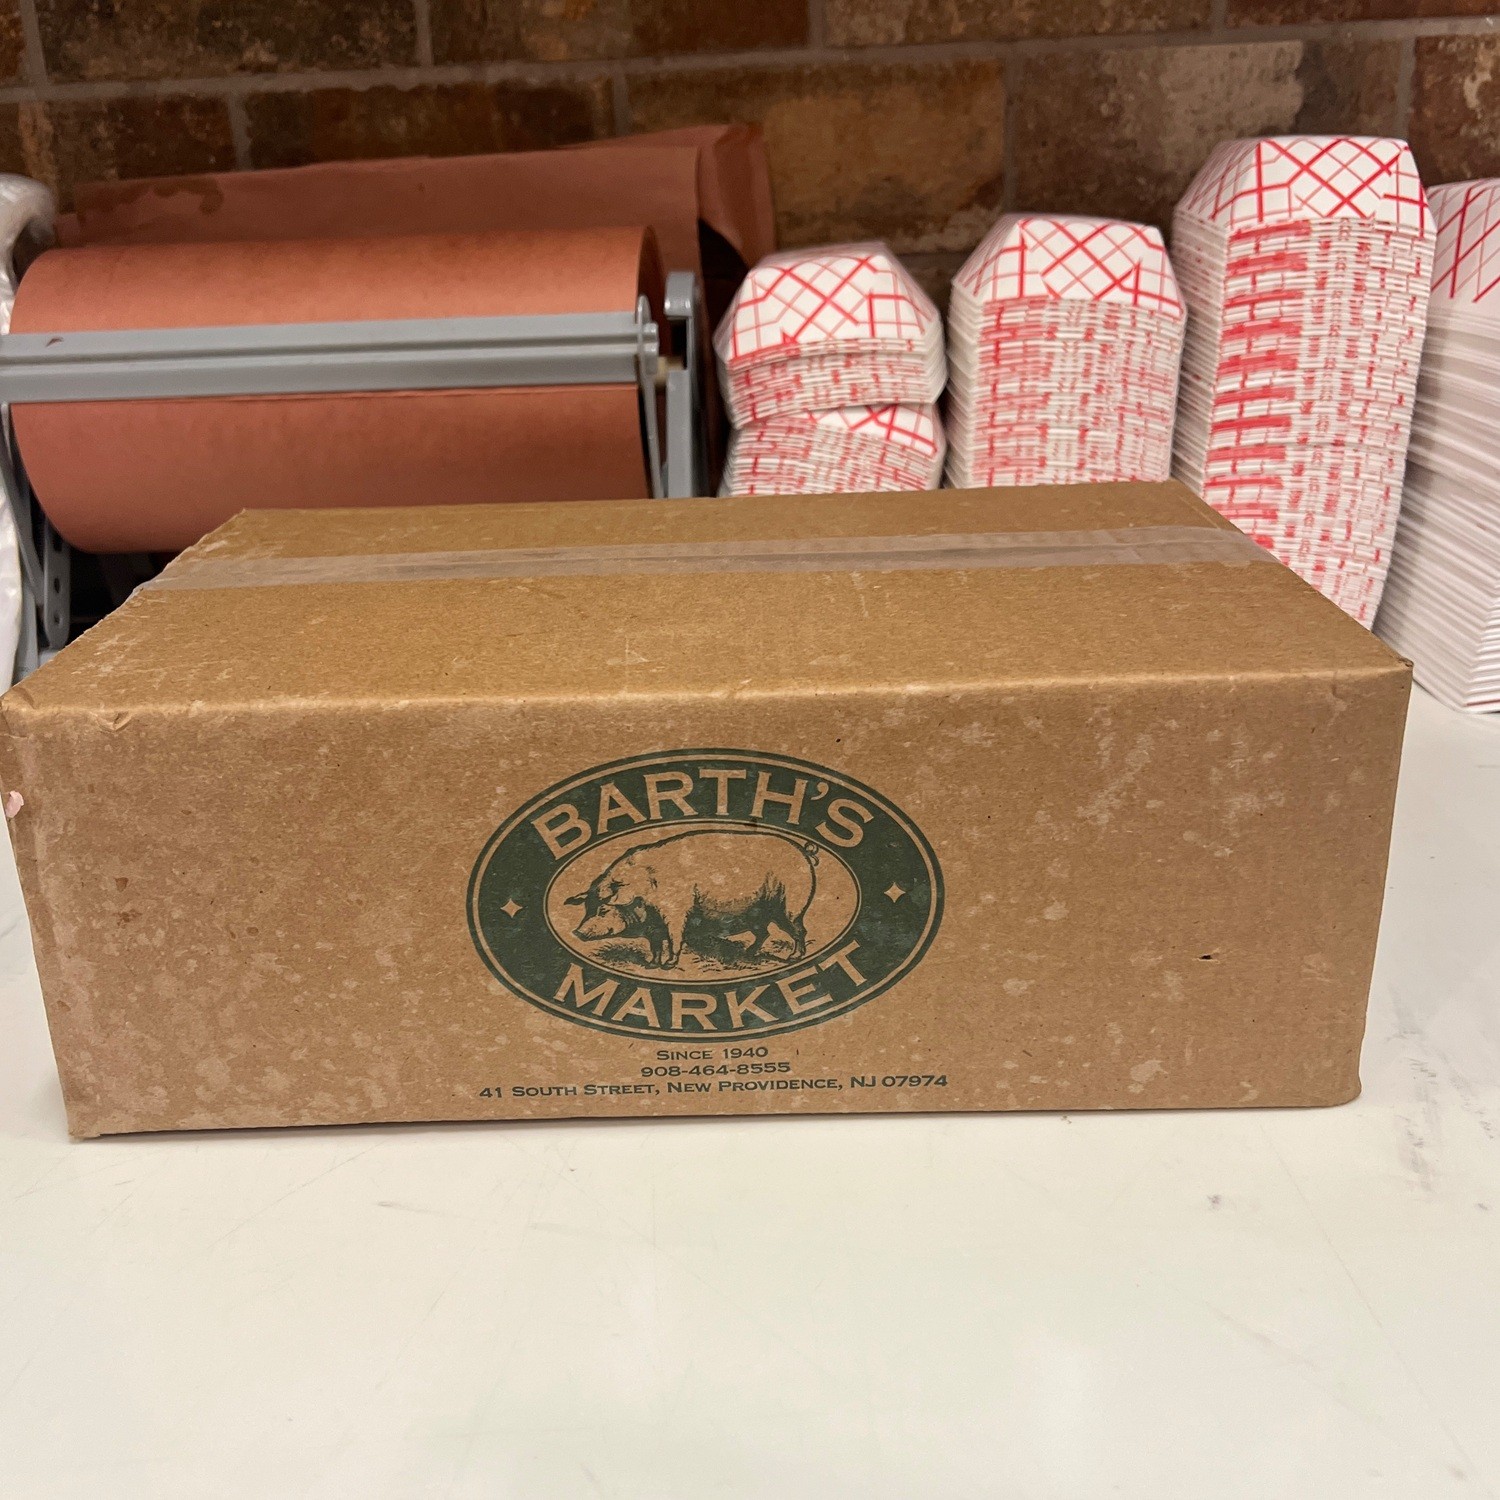 BARTH'S
MARKET
SINCE 1940
908-464-8555
41 SOUTH STREET, NEW PROVIDENCE, NJ 07974